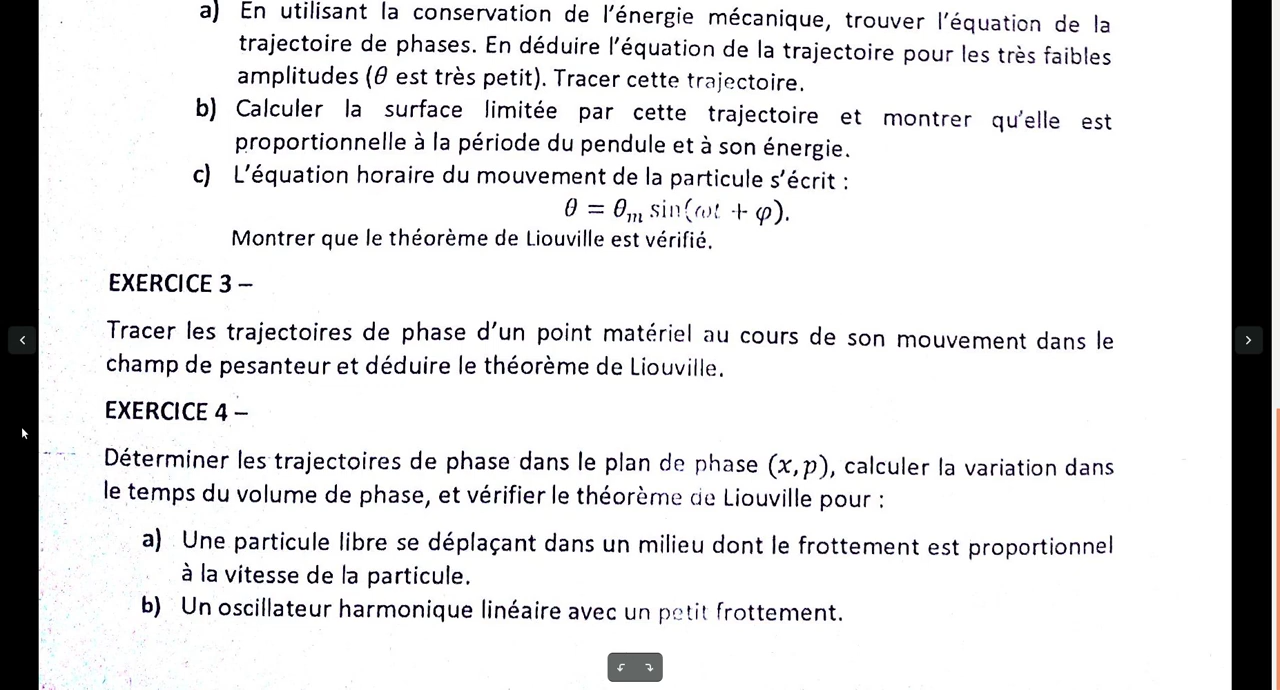 a) En utilisant la conservation de l'énergie mécanique, trouver l'équation de la
trajectoire de phases. En déduire l'équation de la trajectoire pour les très faibles
amplitudes (θ est très petit). Tracer cette trajectoire.
b) Calculer la surface limitée par cette trajectoire et montrer qu'elle est
proportionnelle à la période du pendule et à son énergie.
c) L'équation horaire du mouvement de la particule s'écrit :
θ = θₘ sin(ωt + φ).
Montrer que le théorème de Liouville est vérifié.
EXERCICE 3 –
Tracer les trajectoires de phase d'un point matériel au cours de son mouvement dans le
champ de pesanteur et déduire le théorème de Liouville.
EXERCICE 4 –
Déterminer les trajectoires de phase dans le plan de phase (x,p), calculer la variation dans
le temps du volume de phase, et vérifier le théorème de Liouville pour :
a) Une particule libre se déplaçant dans un milieu dont le frottement est proportionnel
à la vitesse de la particule.
b) Un oscillateur harmonique linéaire avec un petit frottement.